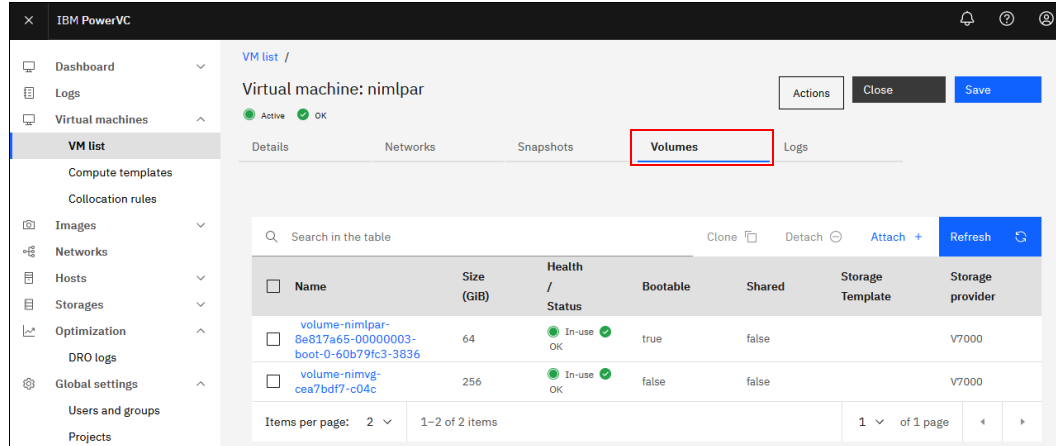 IBM PowerVC
Dashboard
Logs
Virtual machines
VM list
Compute templates
Collocation rules
Images
Networks
Hosts
Storages
Optimization
DRO logs
Global settings
Users and groups
Projects
VM list /
Virtual machine: nimlpar
Active OK
Actions Close Save
Details Networks Snapshots Volumes Logs
Search in the table Clone Detach Attach + Refresh
Name Size (GiB) Health / Status Bootable Shared Storage Template Storage provider
volume-nimlpar-
8e817a65-00000003-
boot-0-60b79fc3-3836
64
In-use
OK
true false V7000
volume-nimvg-
cea7bdf7-c04c
256
In-use
OK
false false V7000
Items per page: 2 1–2 of 2 items 1 of 1 page